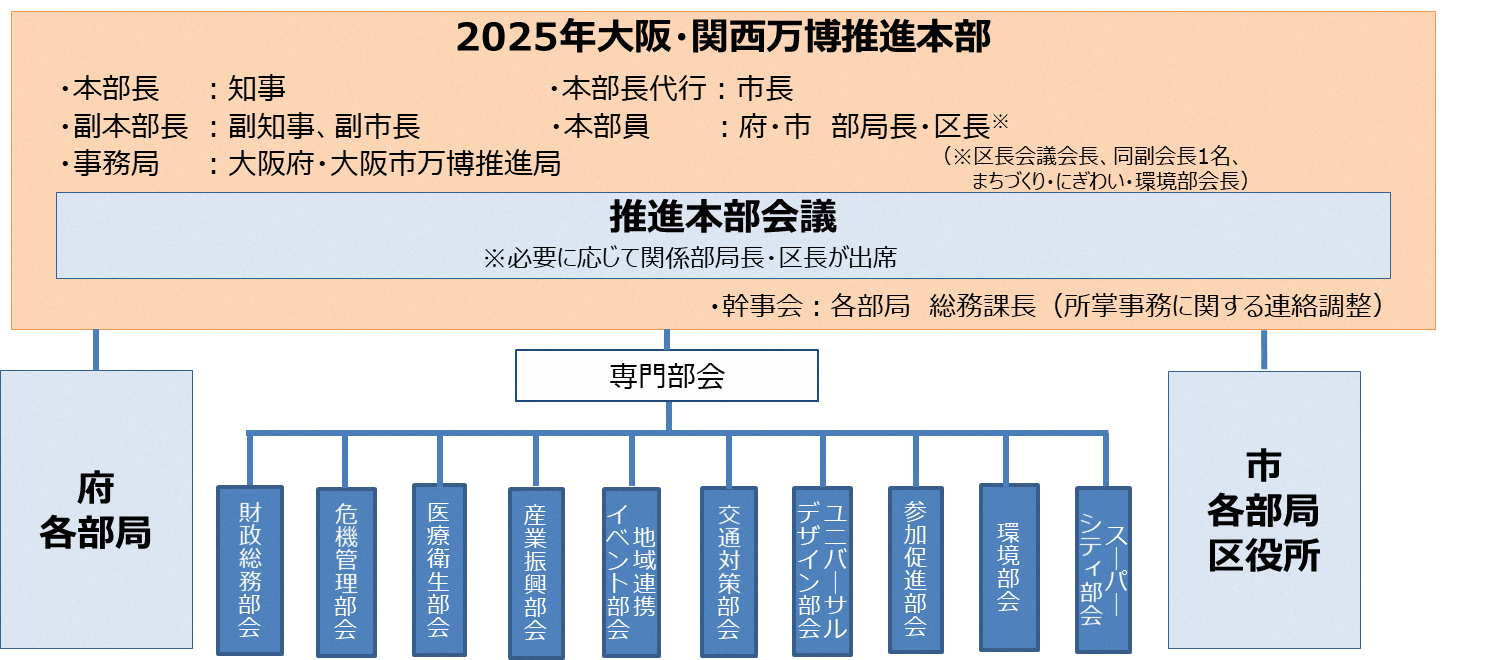 2025年大阪・関西万博推進本部
・本部長　：知事　・本部長代行：市長
・副本部長：副知事、副市長　・本部員　：府・市　部局長・区長※
・事務局　：大阪府・大阪市万博推進局
（※区長会議会長、同副会長1名、
まちづくり・にぎわい・環境部会長）
推進本部会議
※必要に応じて関係部局長・区長が出席
・幹事会：各部局　総務課長（所掌事務に関する連絡調整）
専門部会
府
各部局
財政総務部会
危機管理部会
医療衛生部会
産業振興部会
地域連携
イベント部会
交通対策部会
ユニバーサル
デザイン部会
参加促進部会
環境部会
スーパー
シティ部会
市
各部局
区役所